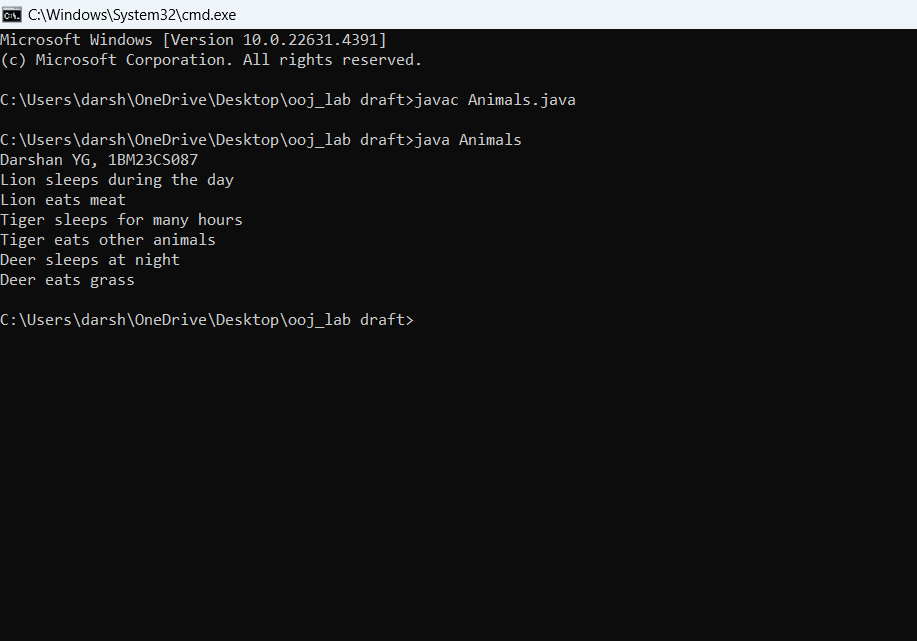 C:\Windows\System32\cmd.exe
Microsoft Windows [Version 10.0.22631.4391]
(c) Microsoft Corporation. All rights reserved.
C:\Users\darsh\OneDrive\Desktop\ooj_lab draft>javac Animals.java
C:\Users\darsh\OneDrive\Desktop\ooj_lab draft>java Animals
Darshan YG, 1BM23CS087
Lion sleeps during the day
Lion eats meat
Tiger sleeps for many hours
Tiger eats other animals
Deer sleeps at night
Deer eats grass
C:\Users\darsh\OneDrive\Desktop\ooj_lab draft>